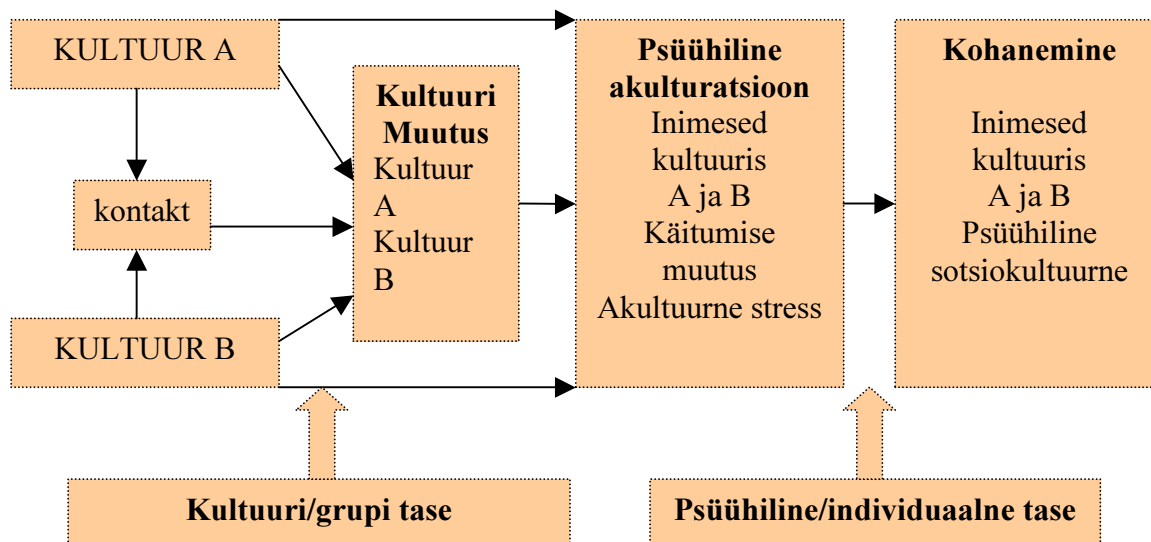 KULTUUR A
kontakt
KULTUUR B
Kultuuri
Muutus
Kultuur
A
Kultuur
B
Psüühiline
akulturatsioon
Inimesed
kultuuris
A ja B
Käitumise
muutus
Akultuurne stress
Kohanemine
Inimesed
kultuuris
A ja B
Psüühiline
sotsiokultuurne
Kultuuri/grupi tase
Psüühiline/individuaalne tase